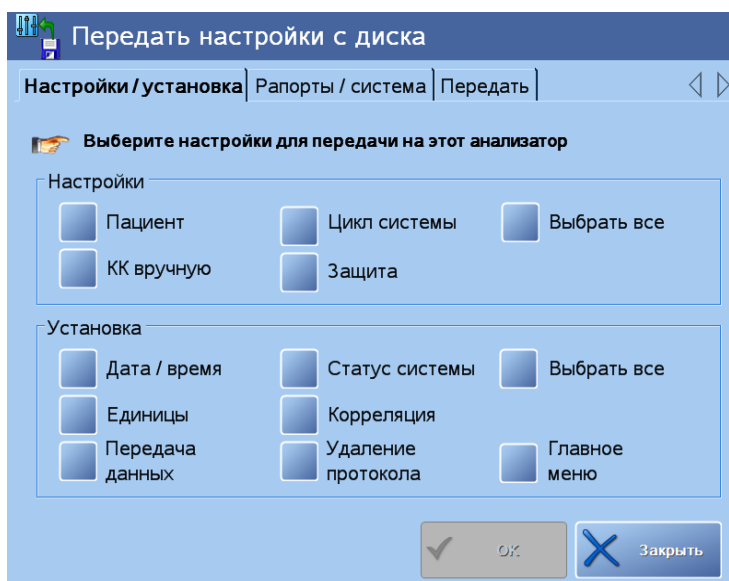 Передать настройки с диска
Настройки / установка Рапорты / система Передать
Выберите настройки для передачи на этот анализатор
Настройки
Пациент Цикл системы Выбрать все
КК вручную Защита
Установка
Дата / время Статус системы Выбрать все
Единицы Корреляция
Передача Удаление Главное
данных протокола меню
ОК Закрыть